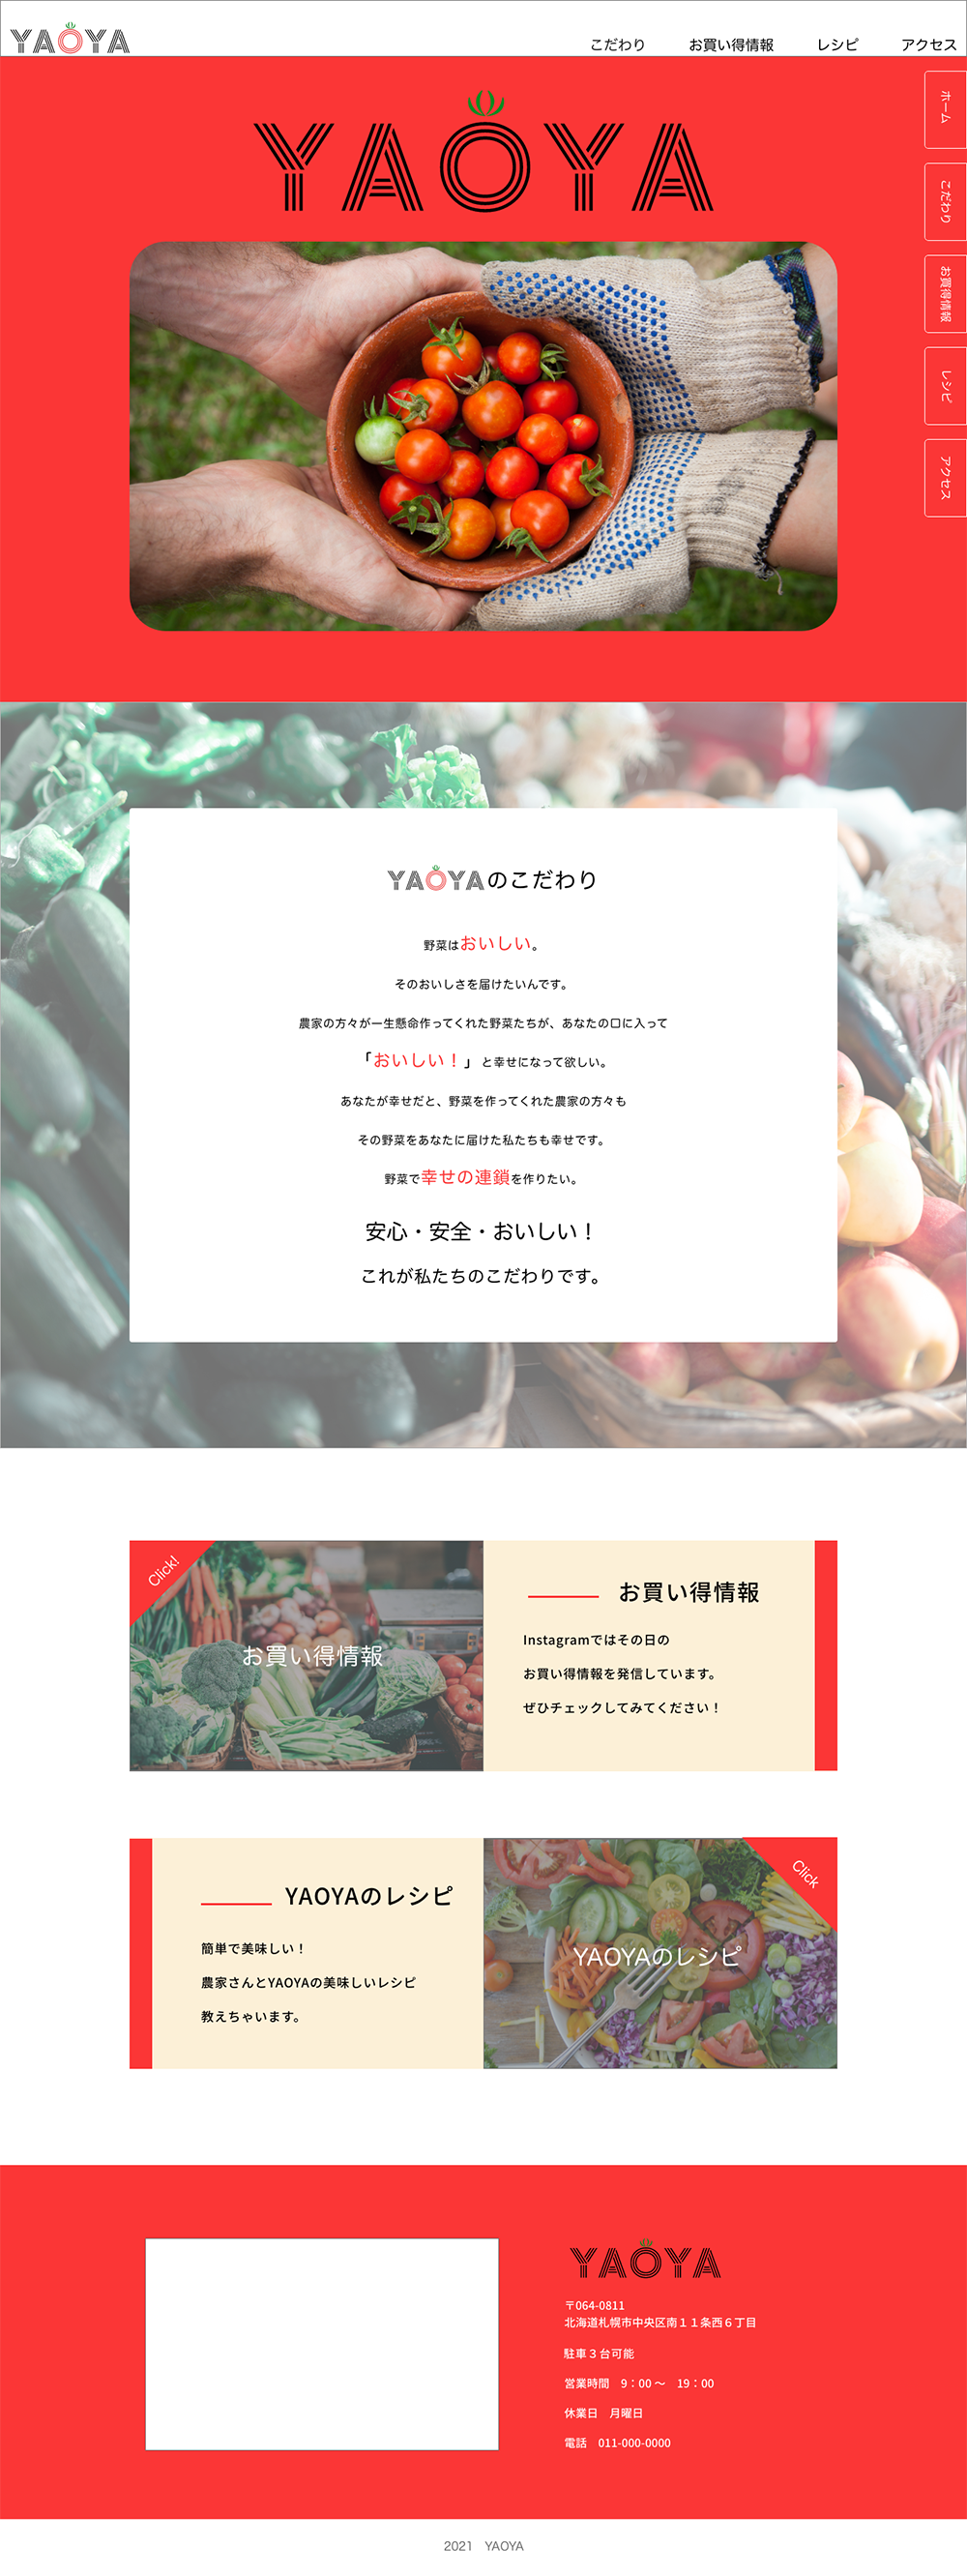 YAOYA
こだわり
お買い得情報
レシピ
アクセス
YAOYA
ホーム
こだわり
お買得情報
レシピ
アクセス
YAOYAのこだわり
野菜はおいしい。
そのおいしさを届けたいんです。
農家の方々が一生懸命作ってくれた野菜たちが、あなたの口に入って
「おいしい！」と幸せになって欲しい。
あなたが幸せだと、野菜を作ってくれた農家の方々も
その野菜をあなたに届けた私たちも幸せです。
野菜で幸せの連鎖を作りたい。
安心・安全・おいしい！
これが私たちのこだわりです。
Click!
お買い得情報
お買い得情報
Instagramではその日の
お買い得情報を発信しています。
ぜひチェックしてみてください！
YAOYAのレシピ
簡単で美味しい！
農家さんとYAOYAの美味しいレシピ
教えちゃいます。
Click
YAOYAのレシピ
YAOYA
〒064-0811
北海道札幌市中央区南１１条西６丁目
駐車３台可能
営業時間　9：00 〜　19：00
休業日　月曜日
電話　011-000-0000
2021　YAOYA